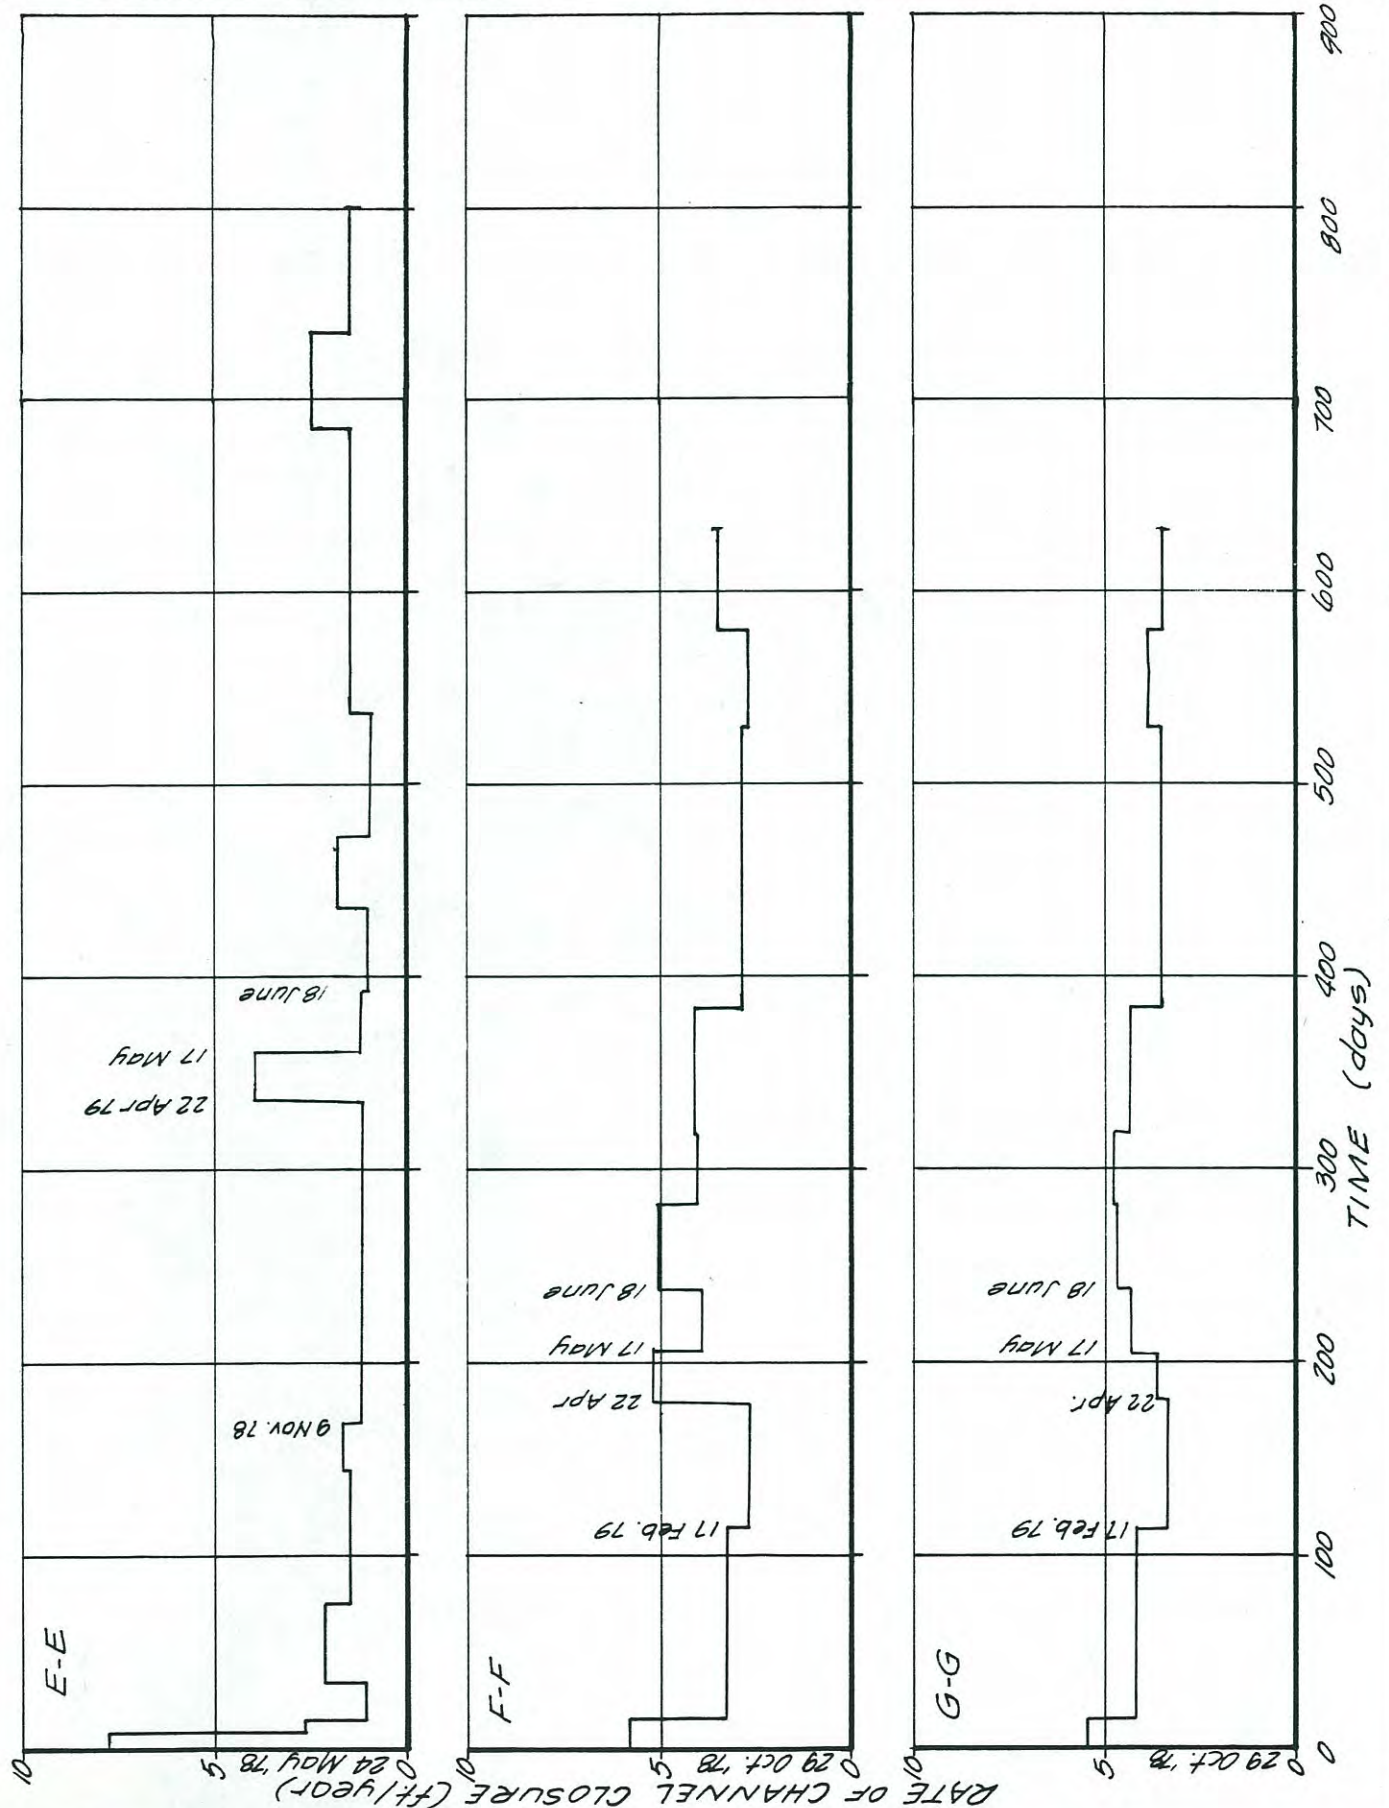 RATE OF CHANNEL CLOSURE (ft/year)
E-E
10
5
0
24 May '78
9 Nov. 78
22 Apr 79
17 May
18 June
F-F
10
5
0
29 Oct. '78
17 Feb. 79
22 Apr
17 May
18 June
G-G
10
5
0
29 Oct. '78
17 Feb. 79
22 Apr.
17 May
18 June
0
100
200
300
400
500
600
700
800
900
TIME (days)